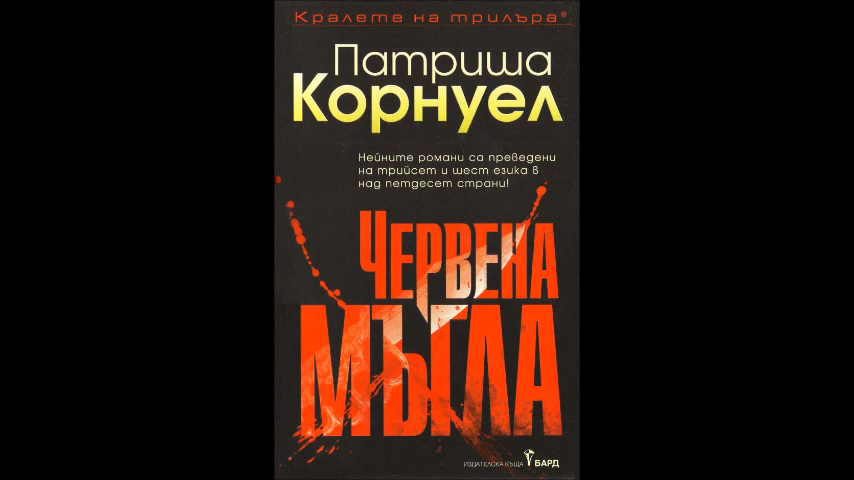 Кралете на трилъра®
Патриша
Корнуел
Нейните романи са преведени
на трийсет и шест езика в
над петдесет страни!
ЧЕРВЕНА
МЪГЛА
ИЗДАТЕЛСКА КЪЩА БАРД